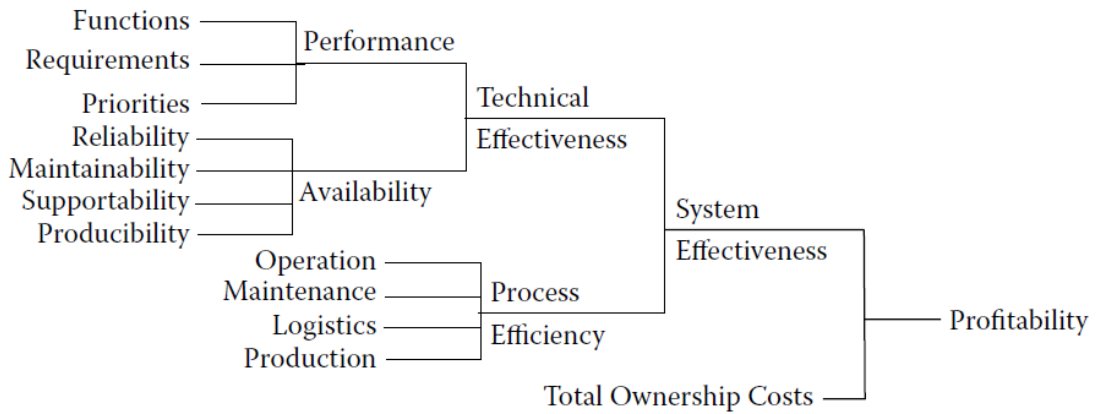 Functions
Performance
Requirements
Priorities
Technical
Effectiveness
Reliability
Maintainability
Availability
Supportability
Producibility
System
Effectiveness
Operation
Maintenance
Process
Efficiency
Logistics
Production
Profitability
Total Ownership Costs